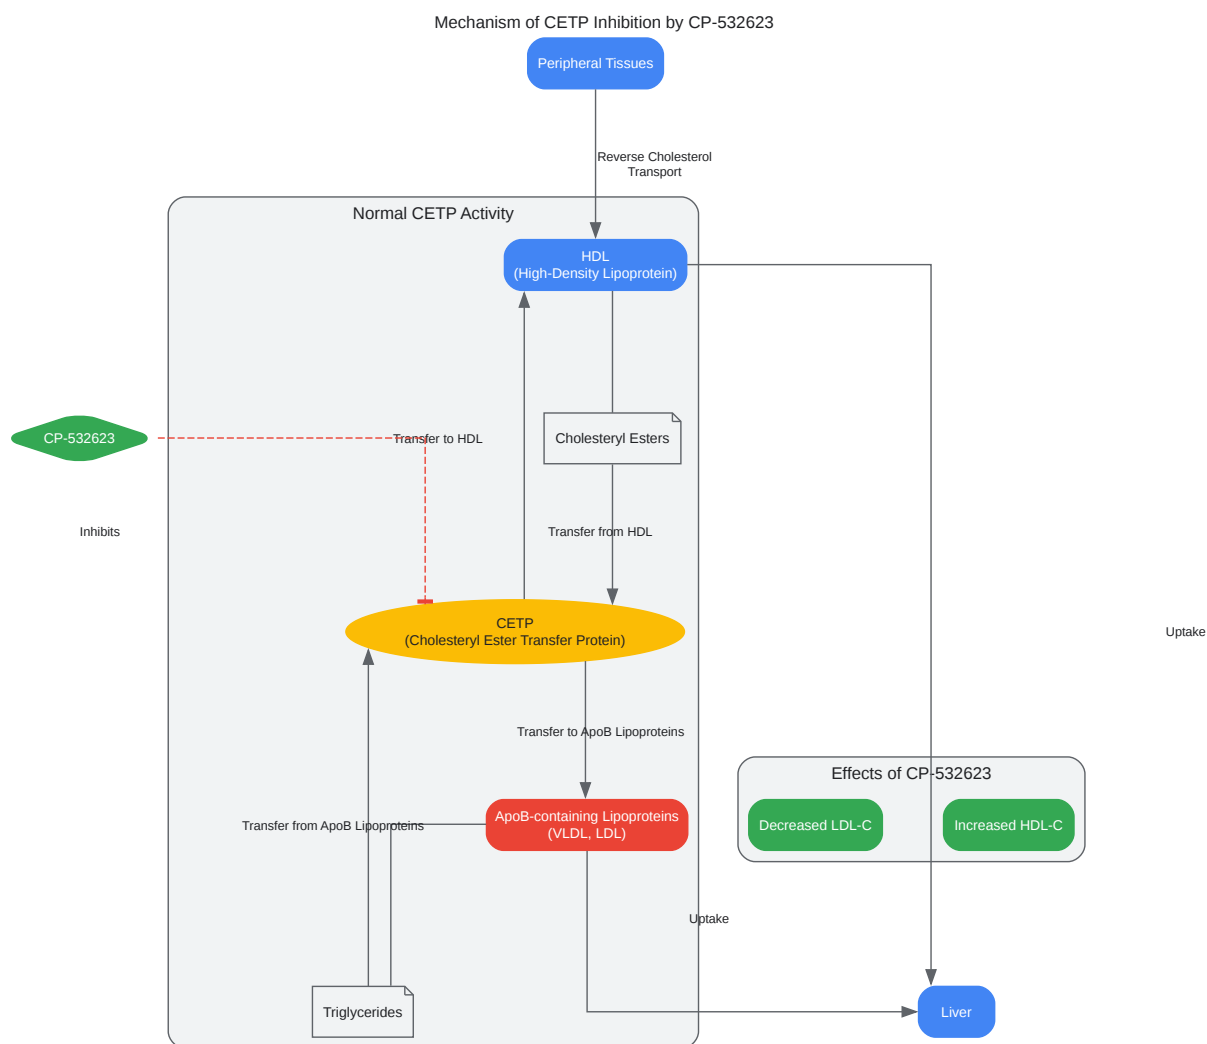 Mechanism of CETP Inhibition by CP-532623
Peripheral Tissues
Reverse Cholesterol
Transport
Normal CETP Activity
HDL
(High-Density Lipoprotein)
CP-532623
Transfer to HDL
Cholesteryl Esters
Inhibits
Transfer from HDL
CETP
(Cholesteryl Ester Transfer Protein)
Uptake
Transfer to ApoB Lipoproteins
Effects of CP-532623
Transfer from ApoB Lipoproteins
ApoB-containing Lipoproteins
(VLDL, LDL)
Decreased LDL-C
Increased HDL-C
Uptake
Triglycerides
Liver